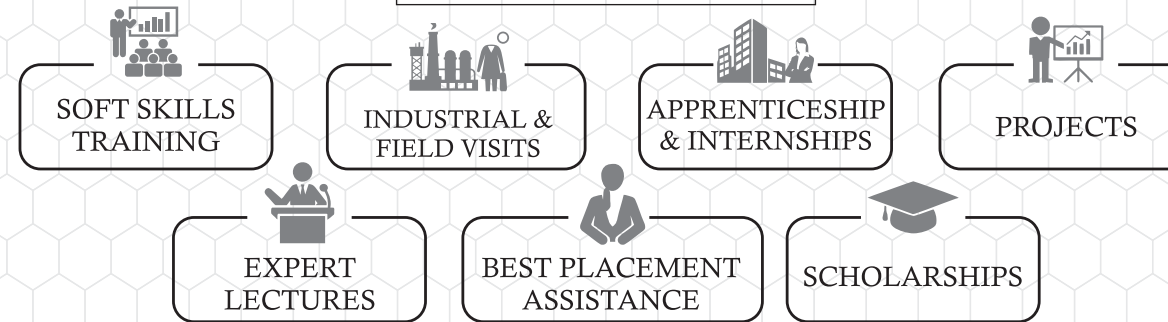 SOFT SKILLS
TRAINING
INDUSTRIAL &
FIELD VISITS
APPRENTICESHIP
& INTERNSHIPS
PROJECTS
EXPERT
LECTURES
BEST PLACEMENT
ASSISTANCE
SCHOLARSHIPS